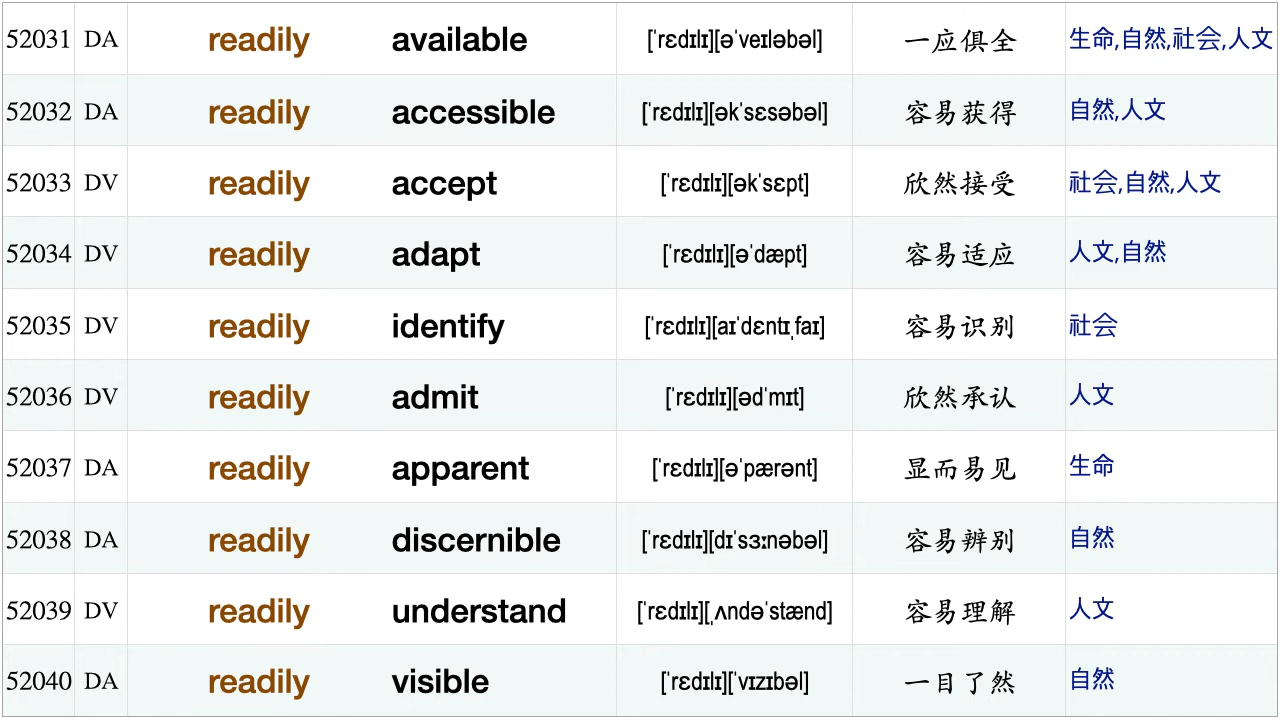 52031 DA readily available [ˈrɛdɪlɪ][əˈveɪləbəl] 一应俱全 生命,自然,社会,人文
52032 DA readily accessible [ˈrɛdɪlɪ][əkˈsɛsəbəl] 容易获得 自然,人文
52033 DV readily accept [ˈrɛdɪlɪ][əkˈsɛpt] 欣然接受 社会,自然,人文
52034 DV readily adapt [ˈrɛdɪlɪ][əˈdæpt] 容易适应 人文,自然
52035 DV readily identify [ˈrɛdɪlɪ][aɪˈdɛntɪˌfaɪ] 容易识别 社会
52036 DV readily admit [ˈrɛdɪlɪ][ədˈmɪt] 欣然承认 人文
52037 DA readily apparent [ˈrɛdɪlɪ][əˈpærənt] 显而易见 生命
52038 DA readily discernible [ˈrɛdɪlɪ][dɪˈsɜːnəbəl] 容易辨别 自然
52039 DV readily understand [ˈrɛdɪlɪ][ˌʌndəˈstænd] 容易理解 人文
52040 DA readily visible [ˈrɛdɪlɪ][ˈvɪzɪbəl] 一目了然 自然